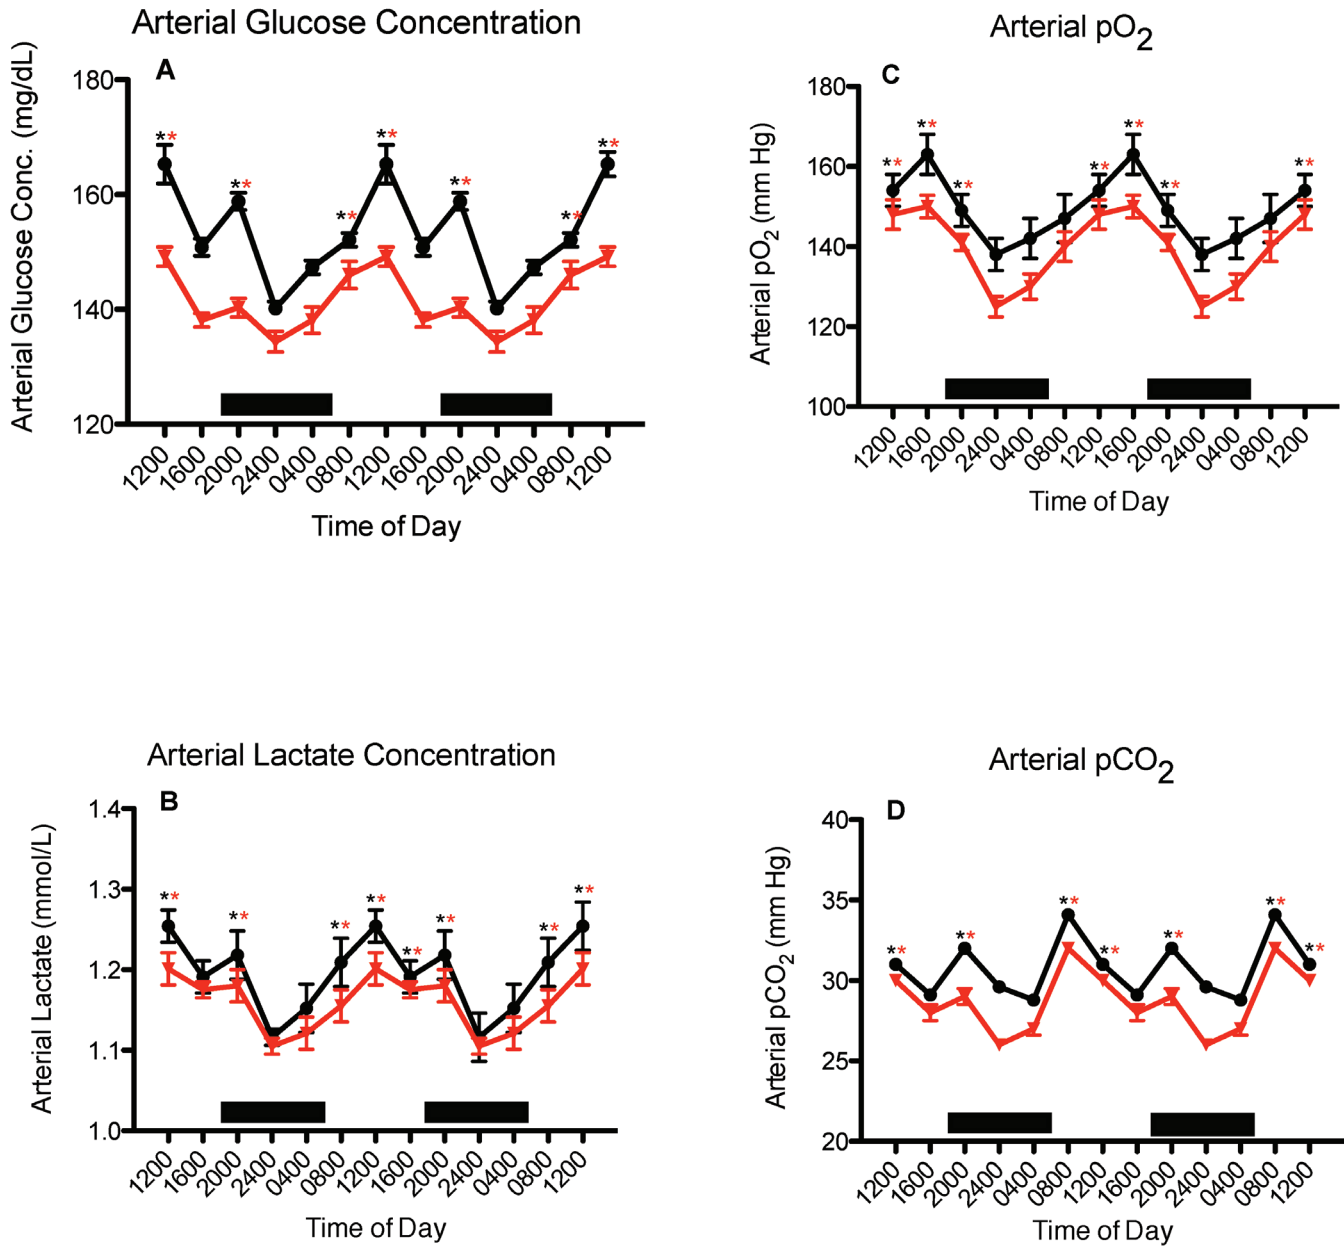 Arterial Glucose Concentration
A
Arterial Glucose Conc. (mg/dL)
180
160
140
120
** ** ** ** ** ** **
1200 1600 2000 2400 0400 0800 1200 1600 2000 2400 0400 0800 1200
Time of Day
Arterial pO2
C
Arterial pO2 (mm Hg)
180
160
140
120
100
** ** ** ** ** ** **
1200 1600 2000 2400 0400 0800 1200 1600 2000 2400 0400 0800 1200
Time of Day
Arterial Lactate Concentration
B
Arterial Lactate (mmol/L)
1.4
1.3
1.2
1.1
1.0
** ** ** ** ** ** ** **
1200 1600 2000 2400 0400 0800 1200 1600 2000 2400 0400 0800 1200
Time of Day
Arterial pCO2
D
Arterial pCO2 (mm Hg)
40
35
30
25
20
** ** ** ** ** ** **
1200 1600 2000 2400 0400 0800 1200 1600 2000 2400 0400 0800 1200
Time of Day